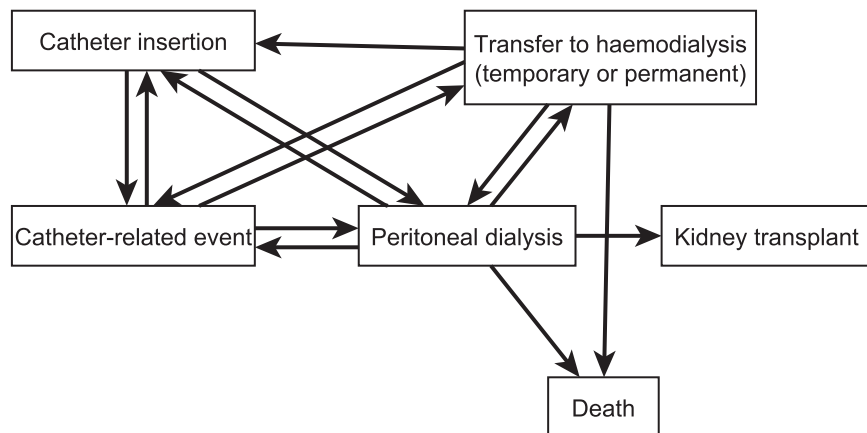 Catheter insertion
Transfer to haemodialysis
(temporary or permanent)
Catheter-related event
Peritoneal dialysis
Kidney transplant
Death